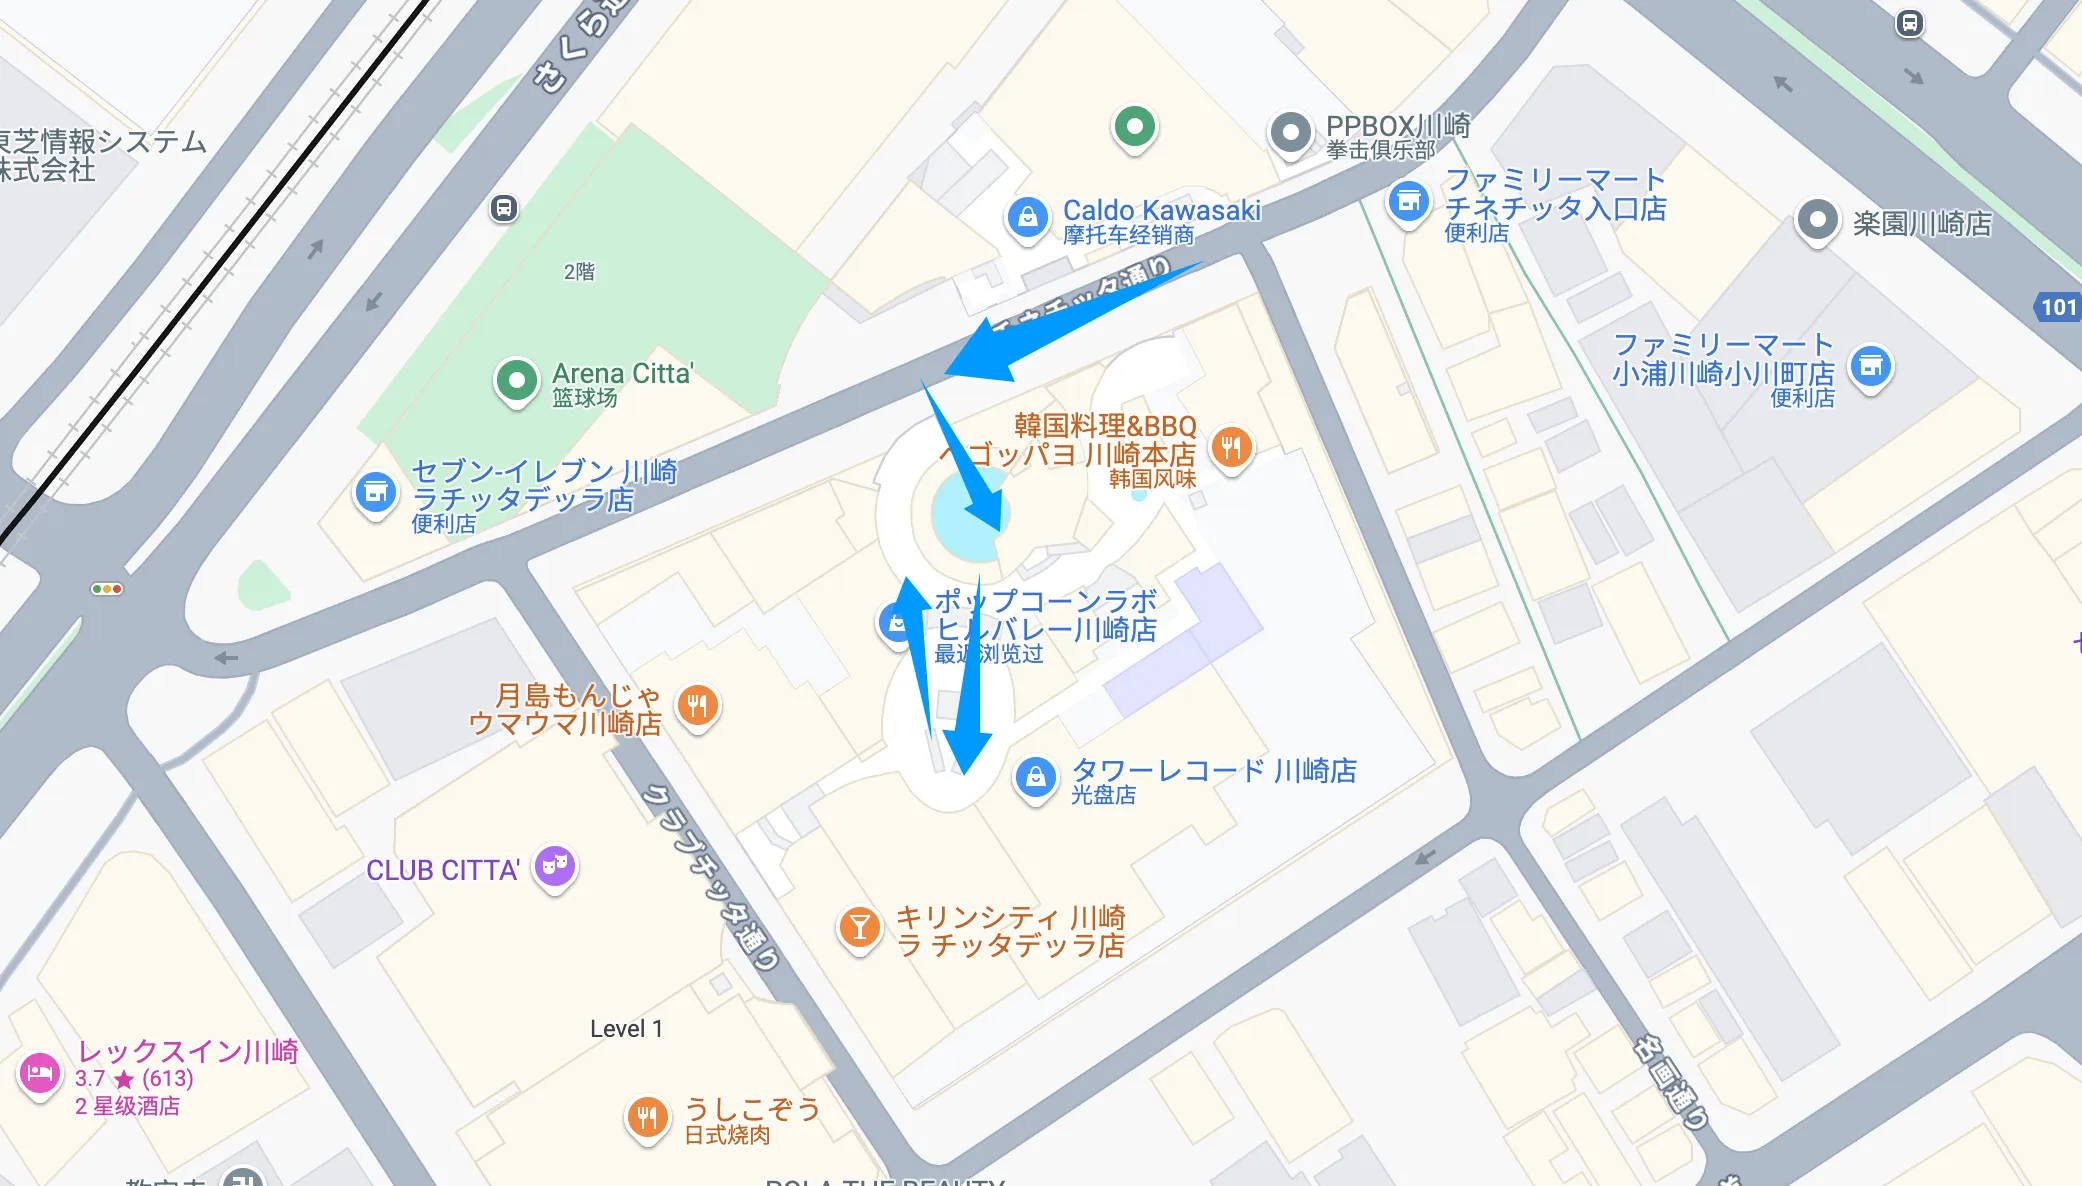 さくら通
東芝情報システム
株式会社
PPBOX川崎
拳击俱乐部
Caldo Kawasaki
摩托车经销商
ファミリーマート
チネチッタ入口店
便利店
楽園川崎店
2階
チネチッタ通り
101
ファミリーマート
小浦川崎小川町店
便利店
Arena Citta'
篮球场
韓国料理&BBQ
ペゴッパヨ 川崎本店
韩国风味
セブン-イレブン 川崎
ラチッタデッラ店
便利店
ポップコーンラボ
ヒルバレー川崎店
最近浏览过
月島もんじゃ
ウマウマ川崎店
タワーレコード 川崎店
光盘店
クラブチッタ通り
CLUB CITTA'
キリンシティ 川崎
ラ チッタデッラ店
Level 1
レックスイン川崎
3.7 ★ (613)
2 星级酒店
名画通り
うしこぞう
日式烧肉
POLA THE BEAUTY